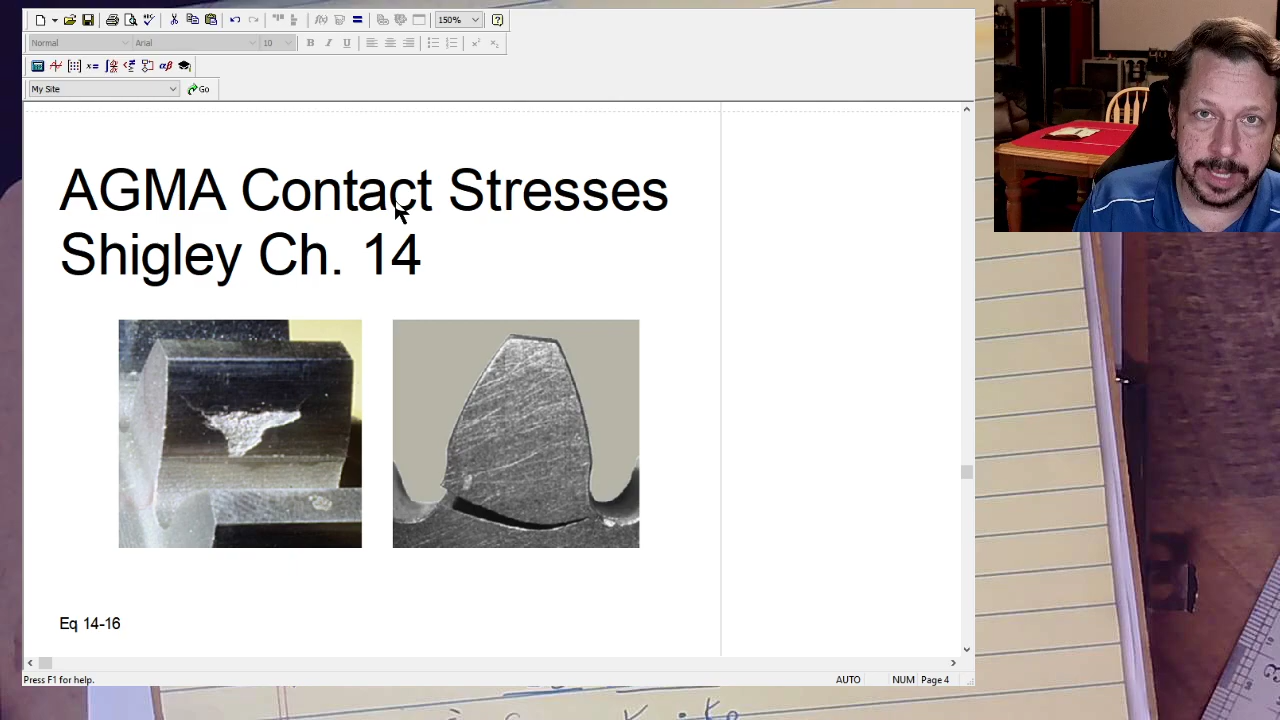 150%
Normal Arial 10 B I U
My Site Go
AGMA Contact Stresses
Shigley Ch. 14
Eq 14-16
Press F1 for help. AUTO NUM Page 4